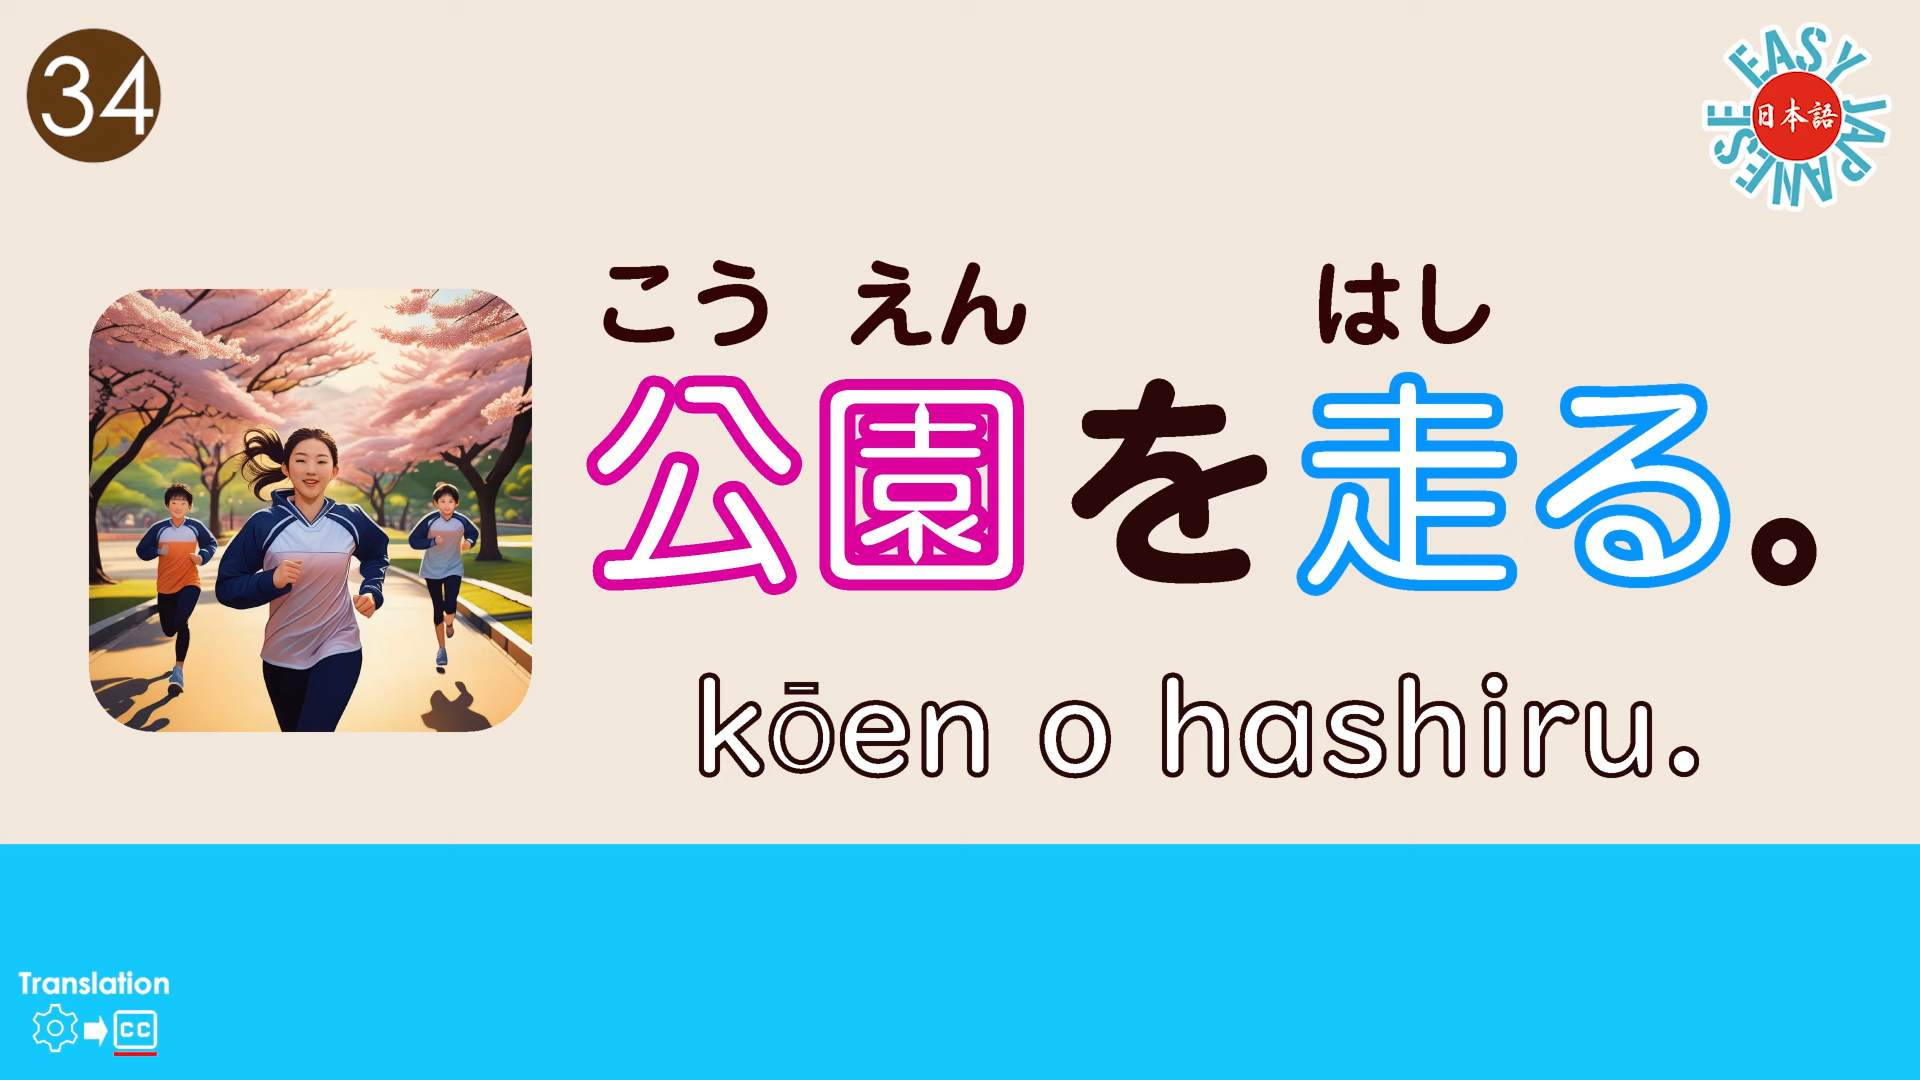 34
EASY JAPANESE
日本語
こう えん はし
公園を走る。
kōen o hashiru.
Translation
CC